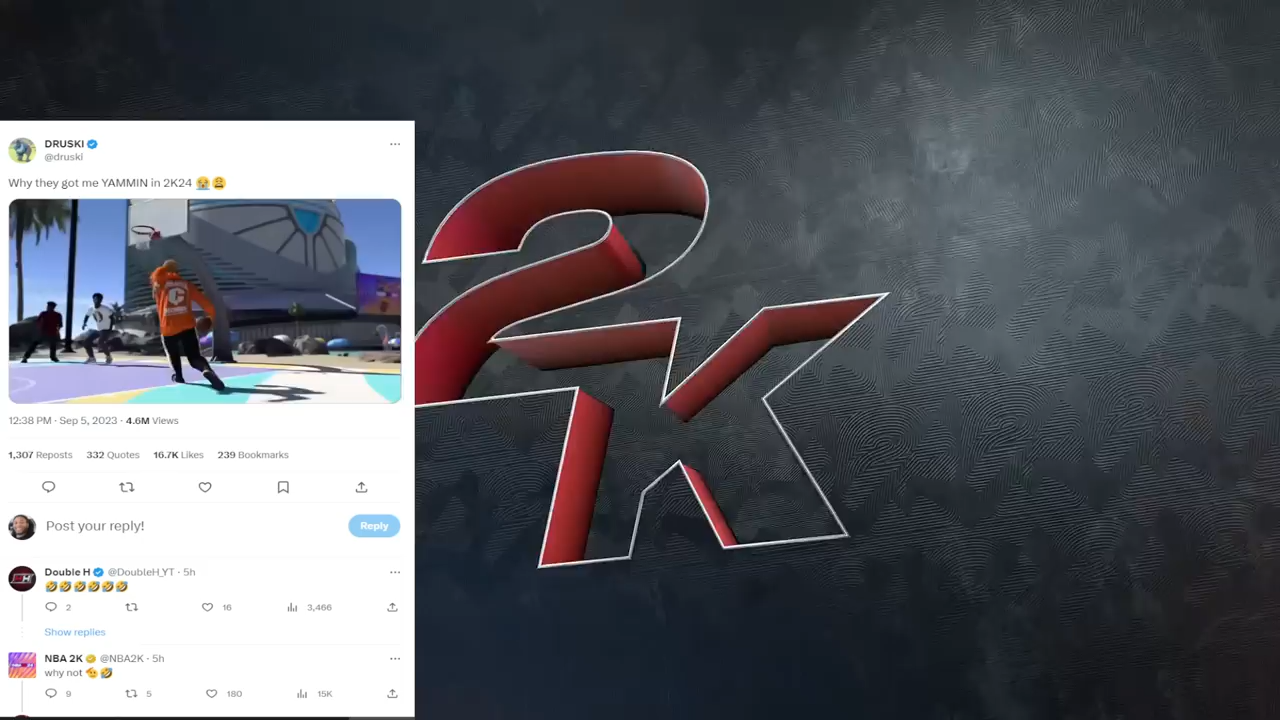 DRUSKI
@druski
Why they got me YAMMIN in 2K24 😭😩
12:38 PM · Sep 5, 2023 · 4.6M Views
1,307 Reposts 332 Quotes 16.7K Likes 239 Bookmarks
Post your reply!
Reply
Double H @DoubleH_YT · 5h
🤣🤣🤣🤣🤣🤣
2 16 3,466
Show replies
NBA 2K @NBA2K · 5h
why not 🫡🤣
9 5 180 15K
2K